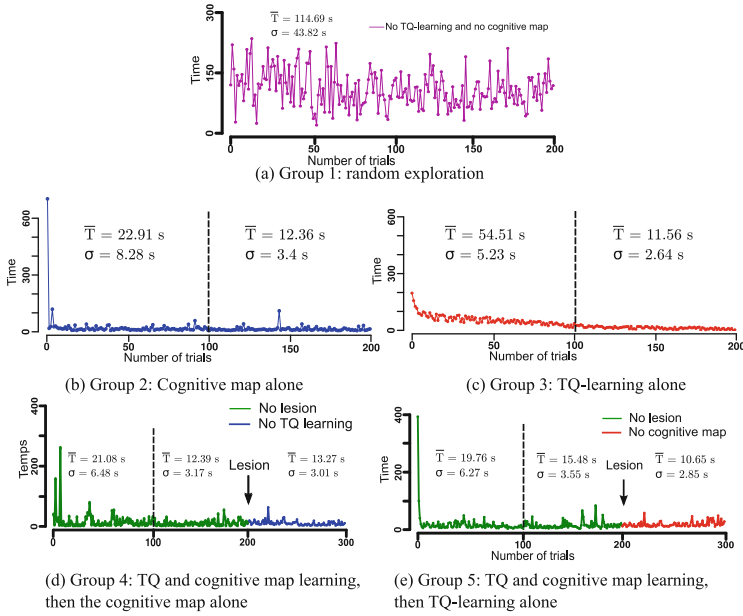 300
150
0
Time
T = 114.69 s
σ = 43.82 s
No TQ-learning and no cognitive map
0 50 100 150 200
Number of trials
(a) Group 1: random exploration
600
300
0
Time
T = 22.91 s
σ = 8.28 s
T = 12.36 s
σ = 3.4 s
0 50 100 150 200
Number of trials
(b) Group 2: Cognitive map alone
600
300
0
Time
T = 54.51 s
σ = 5.23 s
T = 11.56 s
σ = 2.64 s
0 50 100 150 200
Number of trials
(c) Group 3: TQ-learning alone
400
200
0
Temps
No lesion
No TQ learning
T = 21.08 s
σ = 6.48 s
T = 12.39 s
σ = 3.17 s
Lesion
T = 13.27 s
σ = 3.01 s
0 100 200 300
(d) Group 4: TQ and cognitive map learning,
then the cognitive map alone
400
200
0
Time
No lesion
No cognitive map
T = 19.76 s
σ = 6.27 s
T = 15.48 s
σ = 3.55 s
Lesion
T = 10.65 s
σ = 2.85 s
0 100 200 300
Number of trials
(e) Group 5: TQ and cognitive map learning,
then TQ-learning alone